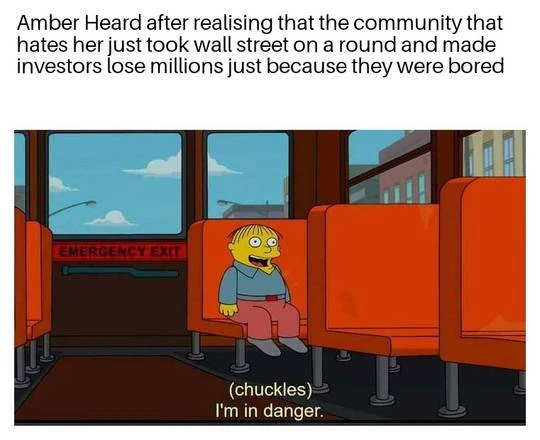 Amber Heard after realising that the community that
hates her just took wall street on a round and made
investors lose millions just because they were bored
EMERGENCY EXIT
(chuckles)
I'm in danger.